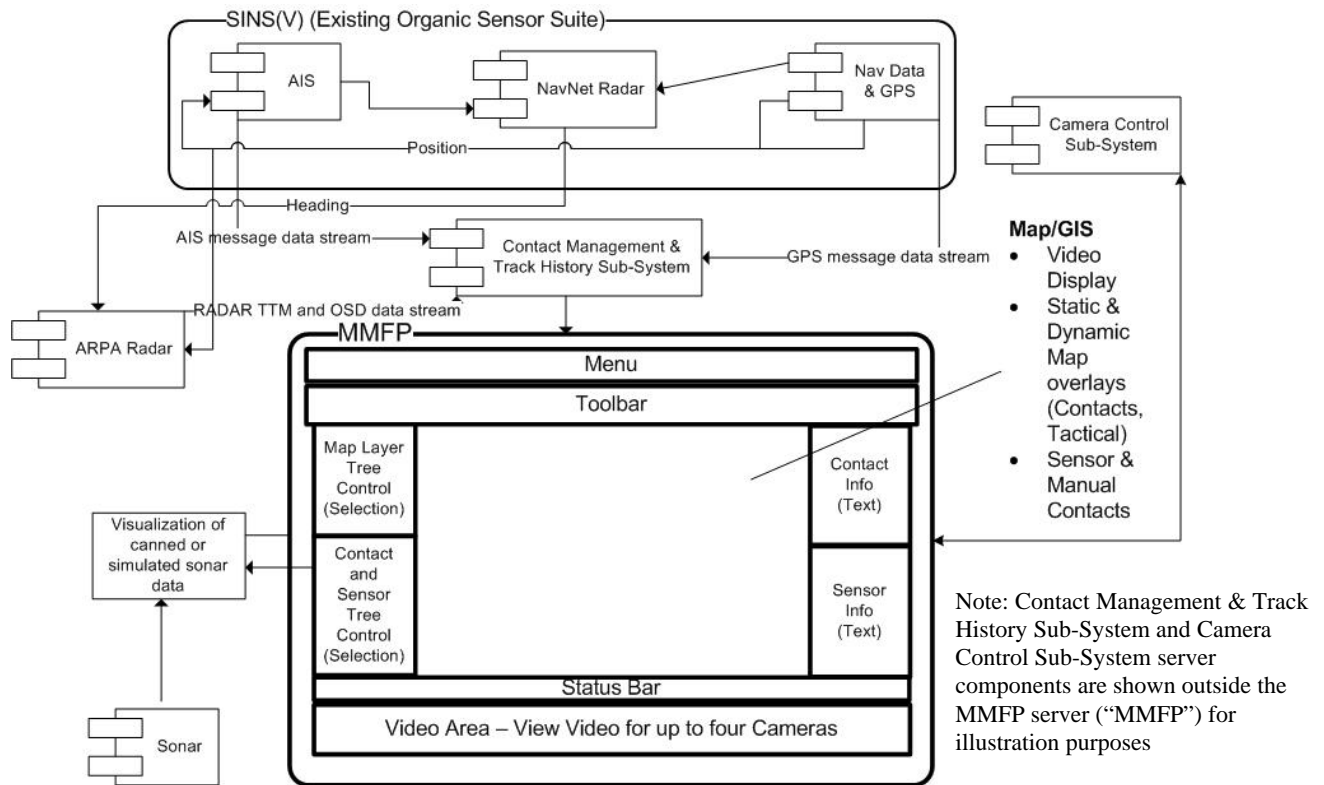 SINS(V) (Existing Organic Sensor Suite)
AIS
NavNet Radar
Nav Data
& GPS
Camera Control
Sub-System
Position
Heading
AIS message data stream
Contact Management &
Track History Sub-System
GPS message data stream
RADAR TTM and OSD data stream
ARPA Radar
Map/GIS
• Video
Display
• Static &
Dynamic
Map
overlays
(Contacts,
Tactical)
• Sensor &
Manual
Contacts
MMFP
Menu
Toolbar
Map Layer
Tree
Control
(Selection)
Contact
Info
(Text)
Visualization of
canned or
simulated sonar
data
Contact
and
Sensor
Tree
Control
(Selection)
Sensor
Info
(Text)
Status Bar
Video Area – View Video for up to four Cameras
Sonar
Note: Contact Management & Track
History Sub-System and Camera
Control Sub-System server
components are shown outside the
MMFP server (“MMFP”) for
illustration purposes